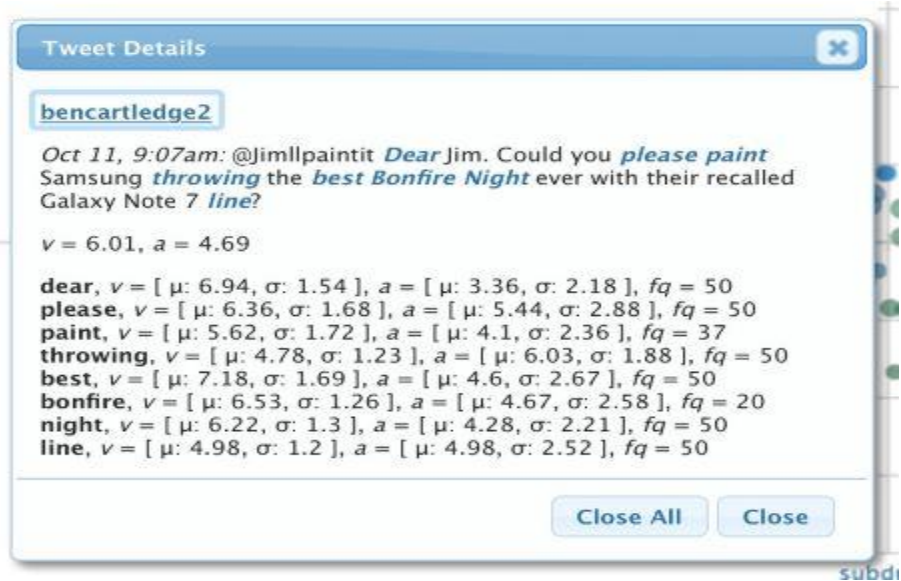 Tweet Details
bencartledge2
Oct 11, 9:07am: @Jimllpaintit Dear Jim. Could you please paint
Samsung throwing the best Bonfire Night ever with their recalled
Galaxy Note 7 line?
v = 6.01, a = 4.69
dear, v = [ μ: 6.94, σ: 1.54 ], a = [ μ: 3.36, σ: 2.18 ], fq = 50
please, v = [ μ: 6.36, σ: 1.68 ], a = [ μ: 5.44, σ: 2.88 ], fq = 50
paint, v = [ μ: 5.62, σ: 1.72 ], a = [ μ: 4.1, σ: 2.36 ], fq = 37
throwing, v = [ μ: 4.78, σ: 1.23 ], a = [ μ: 6.03, σ: 1.88 ], fq = 50
best, v = [ μ: 7.18, σ: 1.69 ], a = [ μ: 4.6, σ: 2.67 ], fq = 50
bonfire, v = [ μ: 6.53, σ: 1.26 ], a = [ μ: 4.67, σ: 2.58 ], fq = 20
night, v = [ μ: 6.22, σ: 1.3 ], a = [ μ: 4.28, σ: 2.21 ], fq = 50
line, v = [ μ: 4.98, σ: 1.2 ], a = [ μ: 4.98, σ: 2.52 ], fq = 50
Close All Close